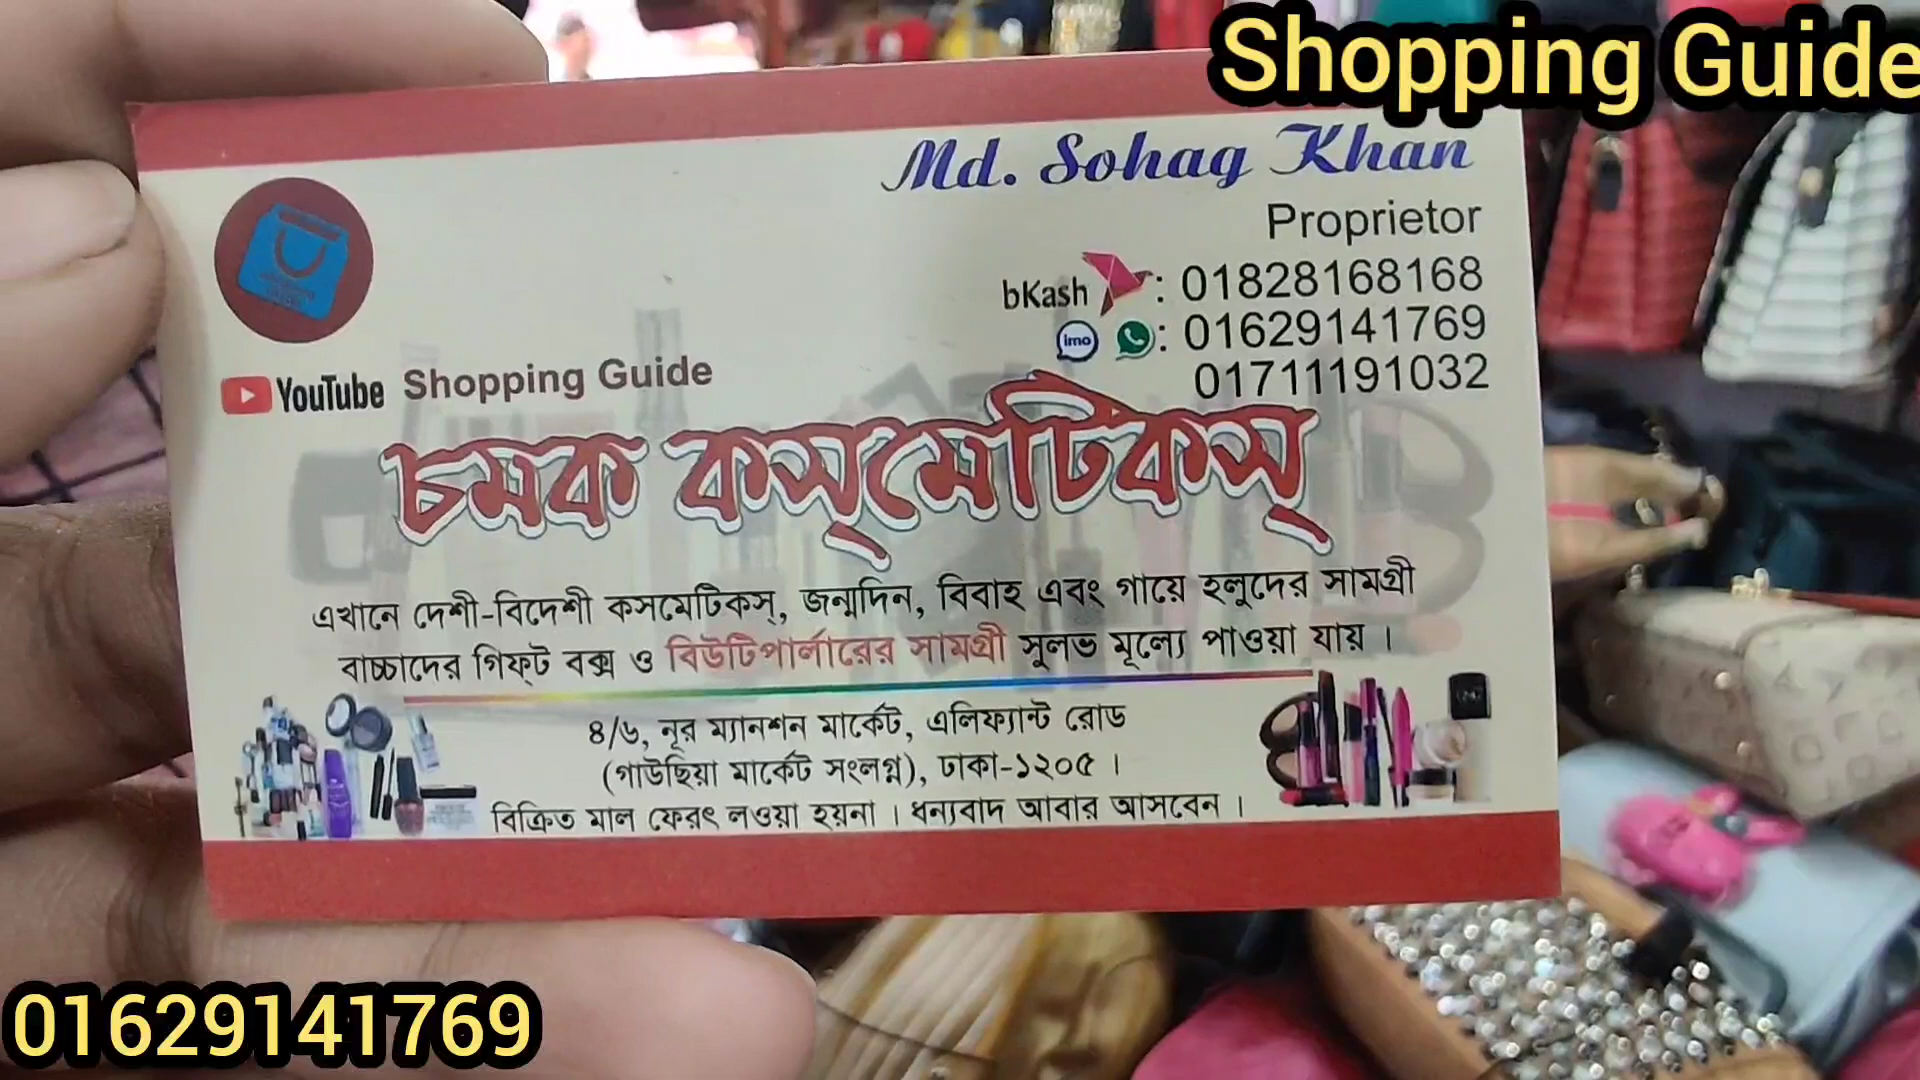 Shopping Guide
Md. Sohag Khan
Proprietor
bKash : 01828168168
imo : 01629141769
01711191032
YouTube Shopping Guide
চমক কস্‌মেটিকস্
এখানে দেশী-বিদেশী কসমেটিকস্, জন্মদিন, বিবাহ এবং গায়ে হলুদের সামগ্রী
বাচ্চাদের গিফ্‌ট বক্স ও বিউটিপার্লারের সামগ্রী সুলভ মূল্যে পাওয়া যায় ।
৪/৬, নূর ম্যানশন মার্কেট, এলিফ্যান্ট রোড
(গাউছিয়া মার্কেট সংলগ্ন), ঢাকা-১২০৫ ।
বিক্রিত মাল ফেরৎ লওয়া হয়না । ধন্যবাদ আবার আসবেন ।
01629141769